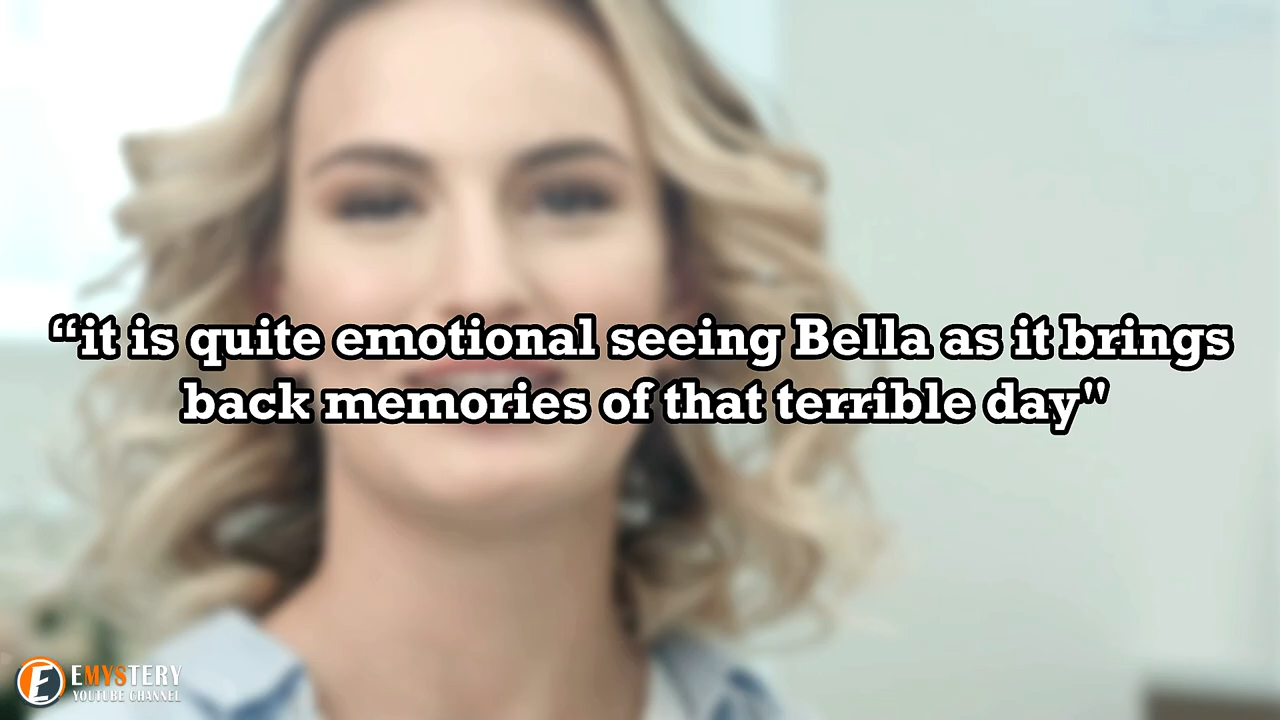 “it is quite emotional seeing Bella as it brings
back memories of that terrible day"
EMYSTERY
YOUTUBE CHANNEL